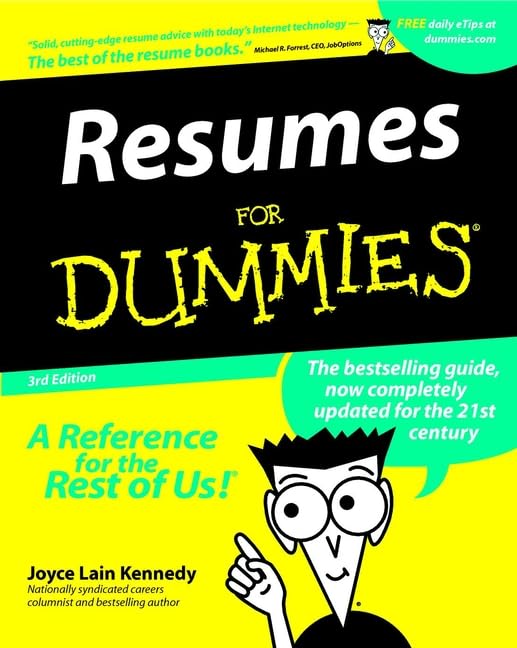 "Solid, cutting-edge advice with today's Internet technology —
The best of the resume books."
Michael R. Forrest, CEO, JobOptions
FREE daily eTips at
dummies.com
Resumes
FOR
DUMMIES®
3rd Edition
The bestselling guide,
now completely
updated for the 21st
century
A Reference
for the
Rest of Us!®
Joyce Lain Kennedy
Nationally syndicated careers
columnist and bestselling author